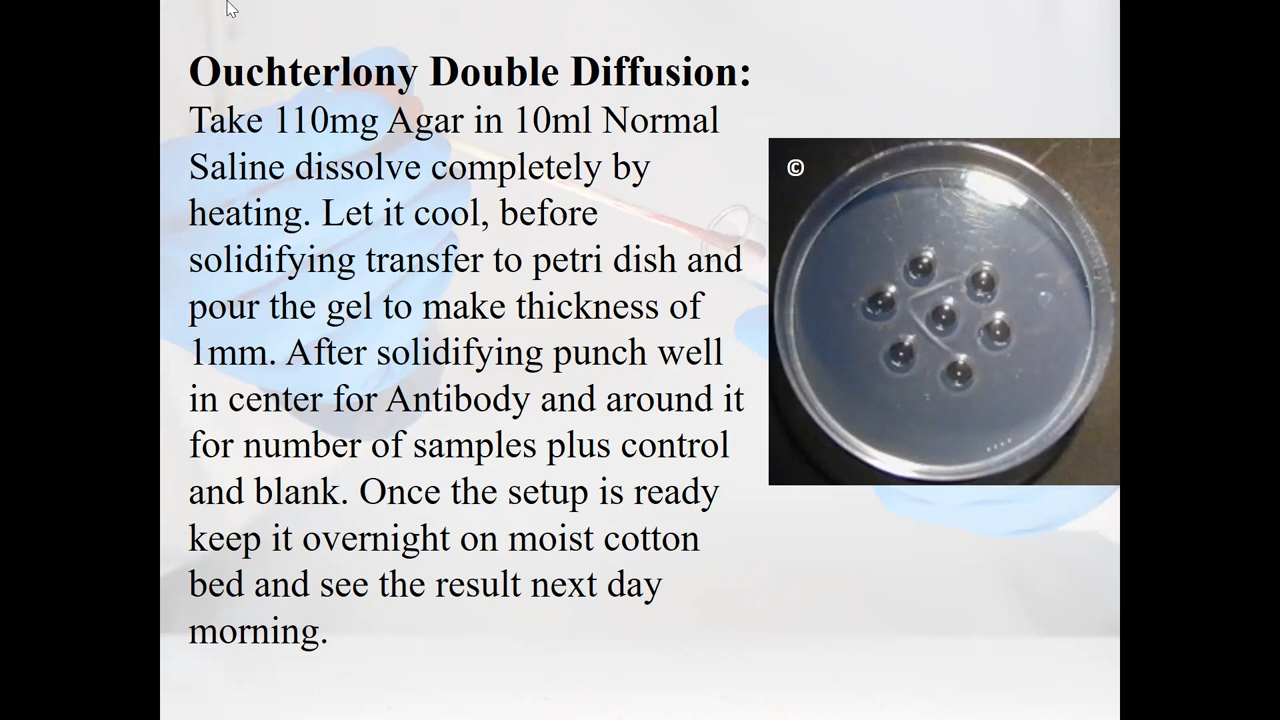 Ouchterlony Double Diffusion:
Take 110mg Agar in 10ml Normal
Saline dissolve completely by
heating. Let it cool, before
solidifying transfer to petri dish and
pour the gel to make thickness of
1mm. After solidifying punch well
in center for Antibody and around it
for number of samples plus control
and blank. Once the setup is ready
keep it overnight on moist cotton
bed and see the result next day
morning.
©